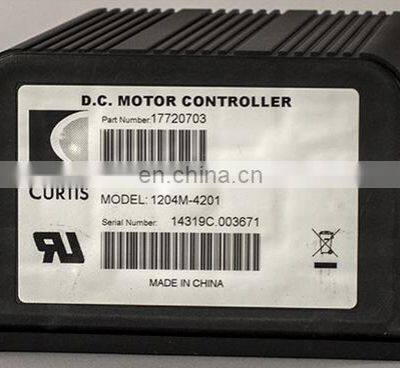 D.C. MOTOR CONTROLLER
Part Number:17720703
en.china.cn
CURTIS
MODEL: 1204M-4201
Serial Number: 14319C.003671
MADE IN CHINA